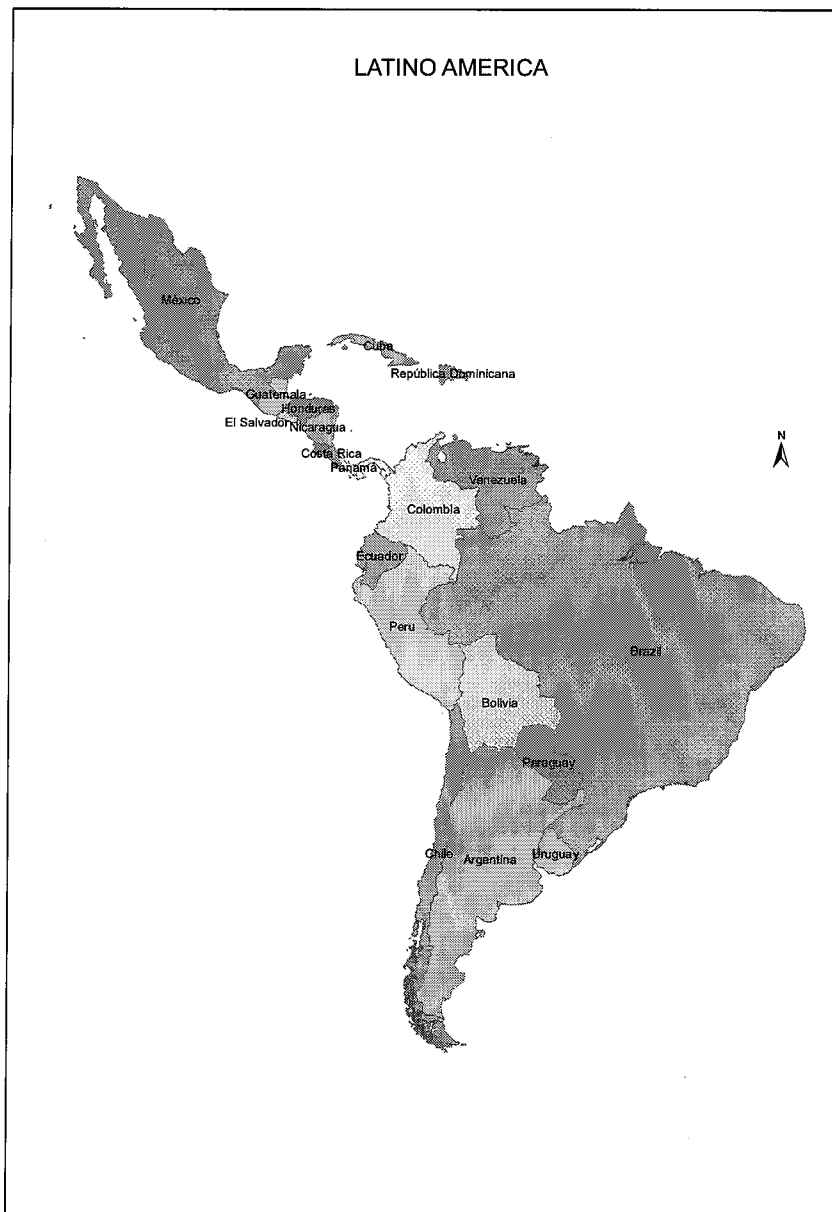 LATINO AMERICA
México
Cuba
República Dominicana
Guatemala
Honduras
El Salvador
Nicaragua
Costa Rica
Panamá
N
Venezuela
Colombia
Ecuador
Peru
Brazil
Bolivia
Paraguay
Chile
Argentina
Uruguay